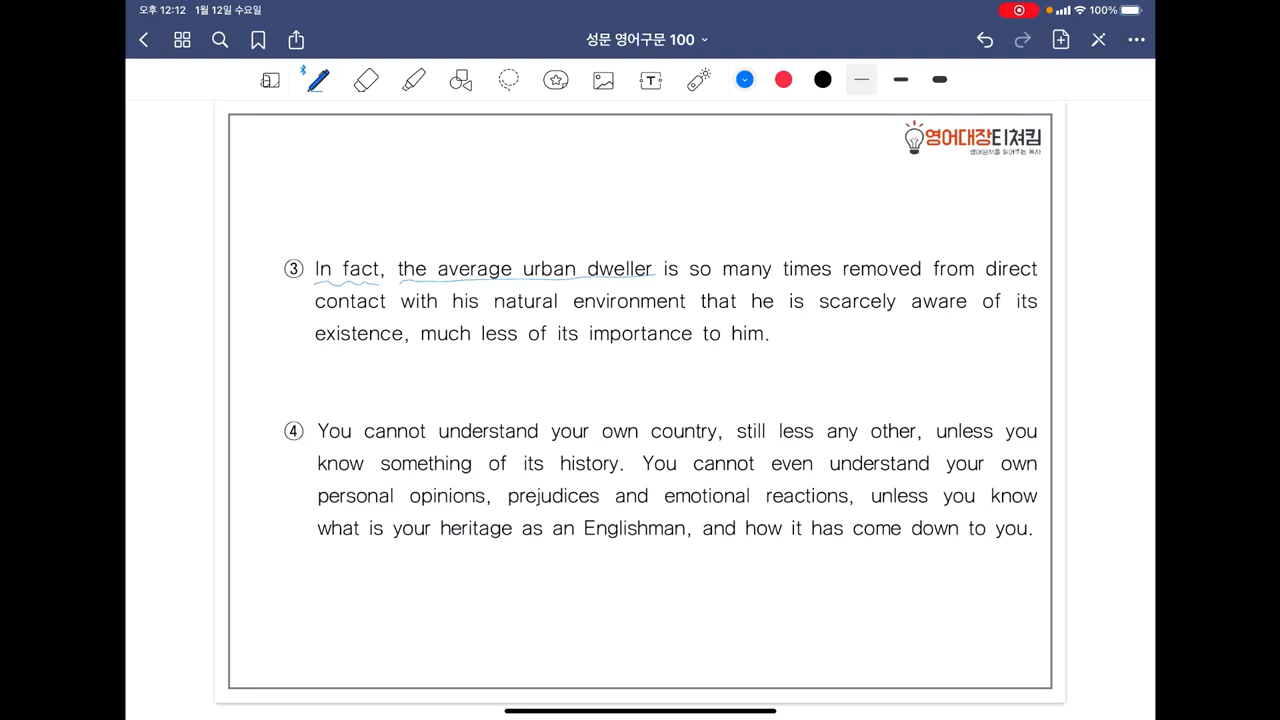 오후 12:12 1월 12일 수요일 100%
성문 영어구문 100
T
영어대장티쳐킴
③ In fact, the average urban dweller is so many times removed from direct
contact with his natural environment that he is scarcely aware of its
existence, much less of its importance to him.
④ You cannot understand your own country, still less any other, unless you
know something of its history. You cannot even understand your own
personal opinions, prejudices and emotional reactions, unless you know
what is your heritage as an Englishman, and how it has come down to you.